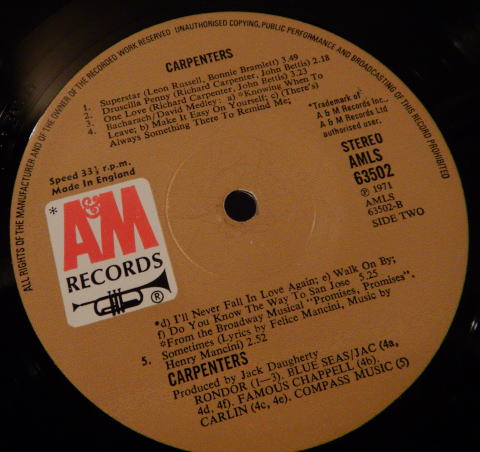 ALL RIGHTS OF THE MANUFACTURER AND OF THE OWNER OF THE RECORDED WORK RESERVED UNAUTHORISED COPYING, PUBLIC PERFORMANCE AND BROADCASTING OF THIS RECORD PROHIBITED
CARPENTERS
1. Superstar (Leon Russell, Bonnie Bramlett) 3.49
2. Druscilla Penny (Richard Carpenter, John Bettis) 2.18
3. One Love (Richard Carpenter, John Bettis) 3.23
4. Bacharach/David Medley: a) Knowing When To
Leave; b) Make It Easy On Yourself; c) (There's)
Always Something There To Remind Me;
*Trademark of
A & M Records Inc.,
A & M Records Ltd
authorised user.
Speed 33⅓ r.p.m.
Made in England
STEREO
AMLS
63502
℗ 1971
AMLS
63502-B
SIDE TWO
* A&M
RECORDS
®
*d) I'll Never Fall In Love Again; e) Walk On By;
f) Do You Know The Way To San Jose 5.25
*From the Broadway Musical "Promises, Promises".
5. Sometimes (Lyrics by Felice Mancini, Music by
Henry Mancini) 2.52
CARPENTERS
Produced by Jack Daugherty
RONDOR (1—3). BLUE SEAS/JAC (4a,
4d, 4f). FAMOUS CHAPPELL (4b).
CARLIN (4c, 4e). COMPASS MUSIC (5)